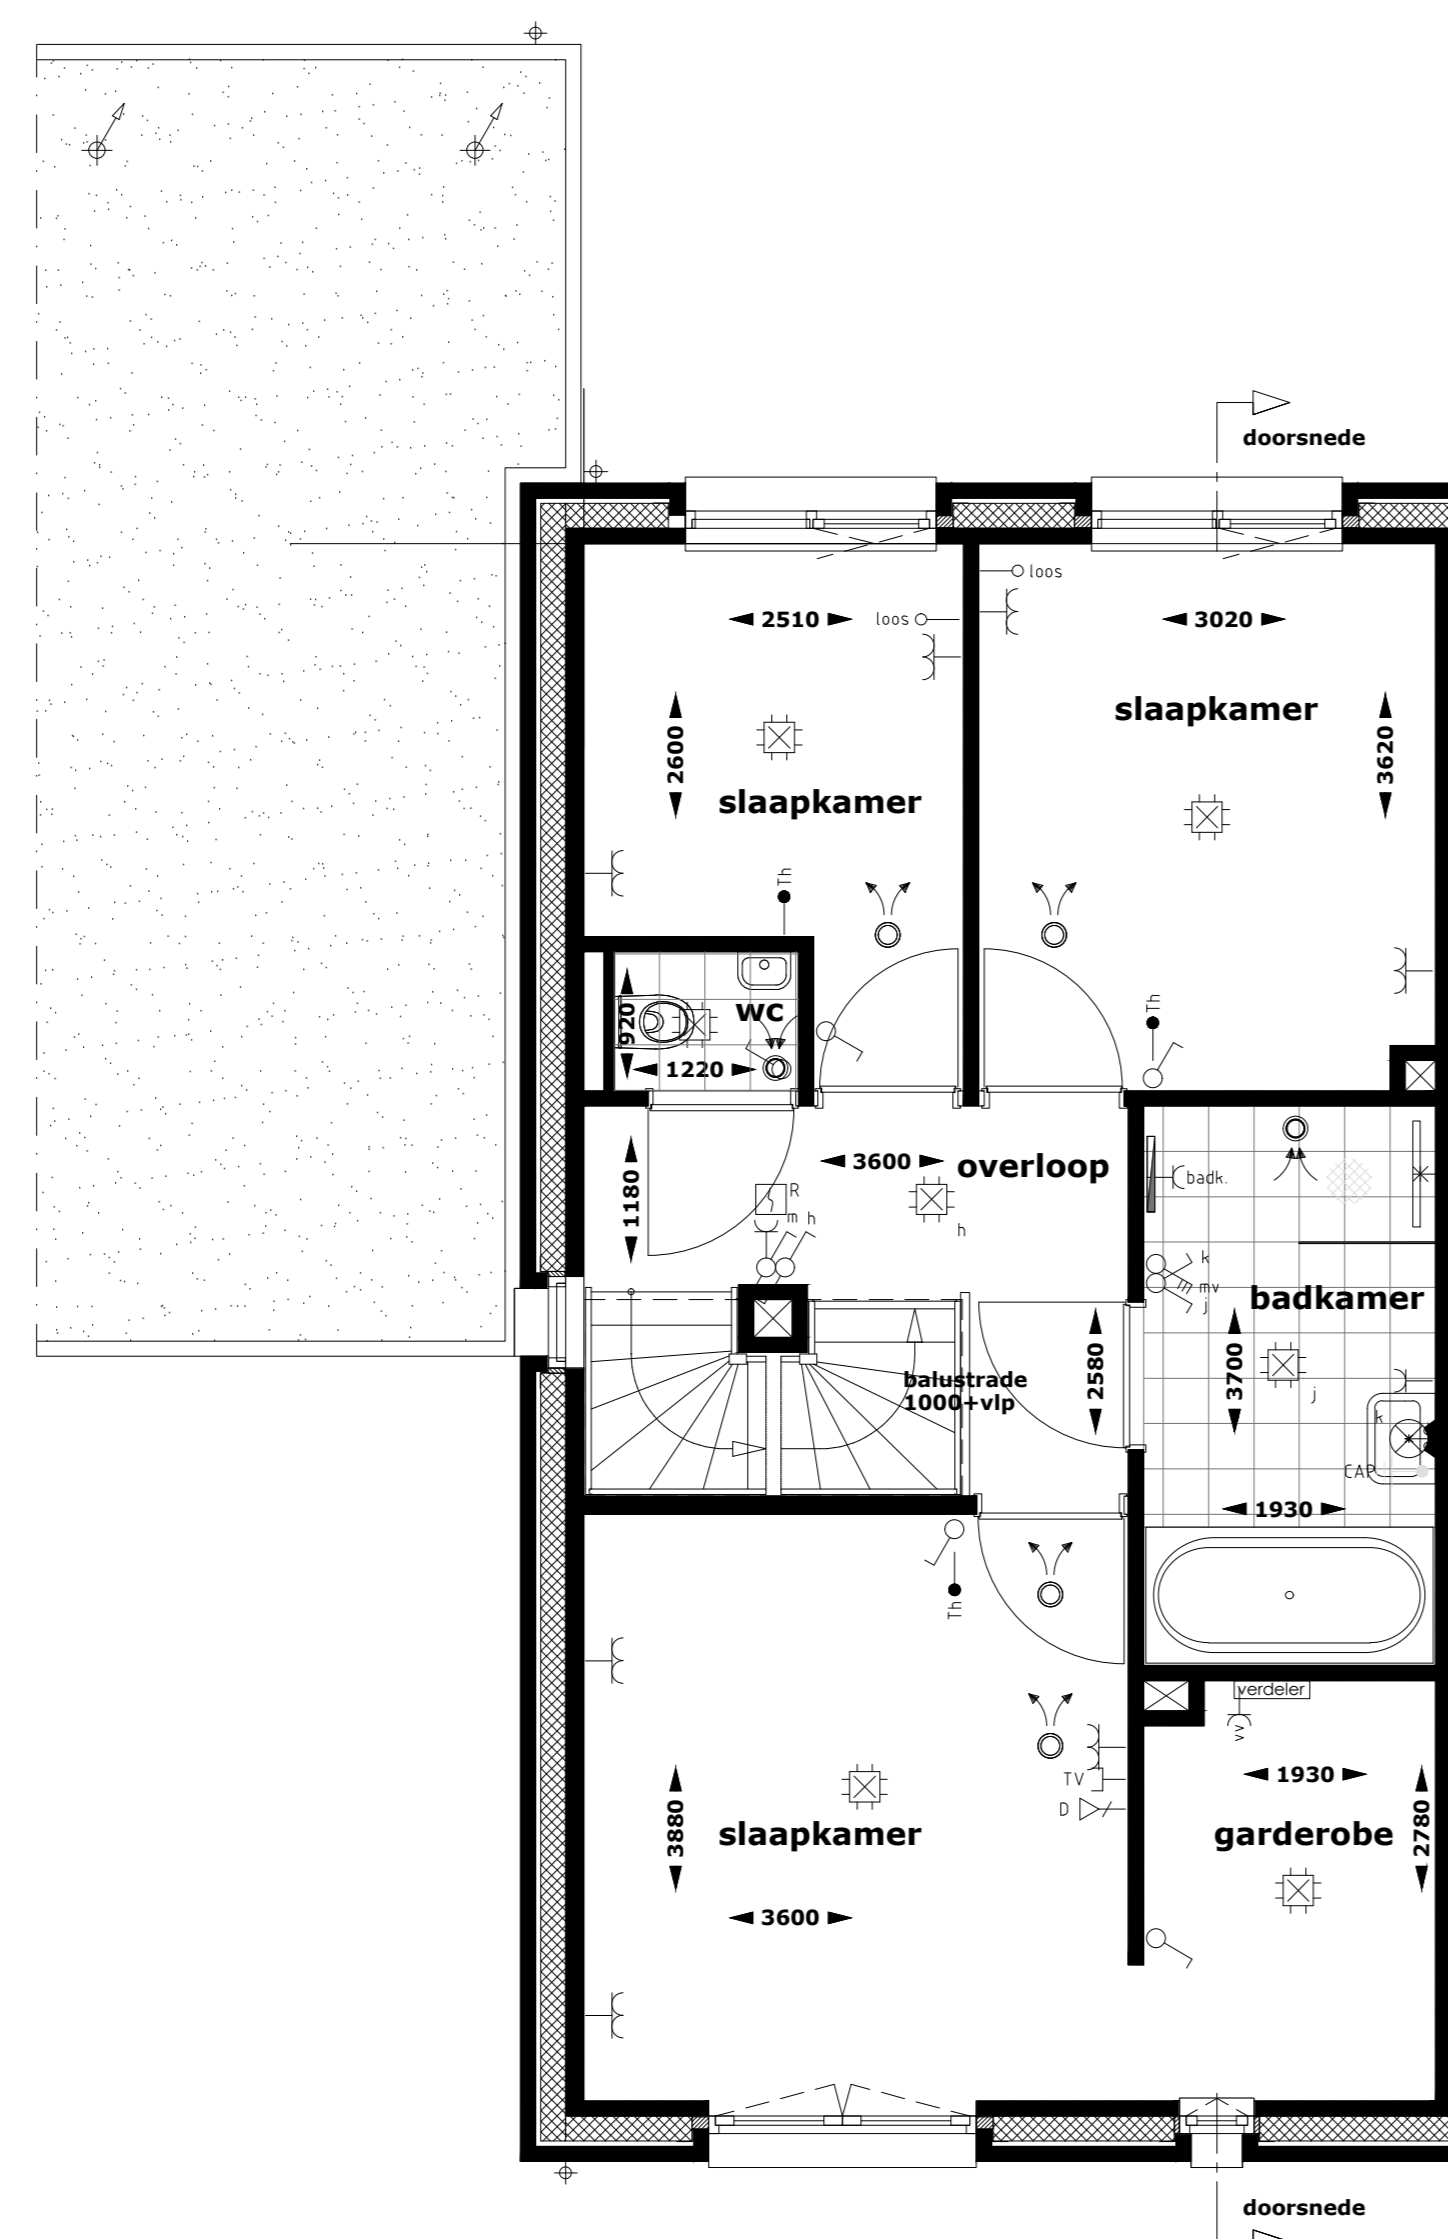 doorsnede
loos
2510
loos
3020
slaapkamer
2600
3620
slaapkamer
Th
Th
wc
920
1220
3600
overloop
1180
R
m h
h
badk.
k
mv
j
badkamer
balustrade
1000+vlp
2580
3700
j
k
CAP
1930
Th
verdeler
vv
1930
TV
D
3880
slaapkamer
garderobe
2780
3600
doorsnede